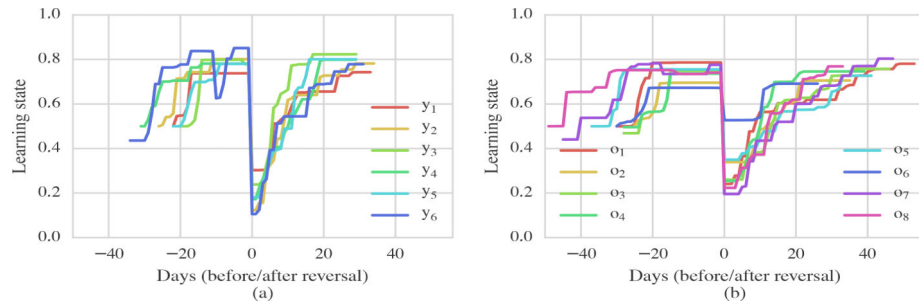 1.0
0.8
0.6
0.4
0.2
0.0
Learning state
−40 −20 0 20 40
Days (before/after reversal)
(a)
y₁
y₂
y₃
y₄
y₅
y₆
1.0
0.8
0.6
0.4
0.2
0.0
Learning state
−40 −20 0 20 40
Days (before/after reversal)
(b)
o₁
o₂
o₃
o₄
o₅
o₆
o₇
o₈